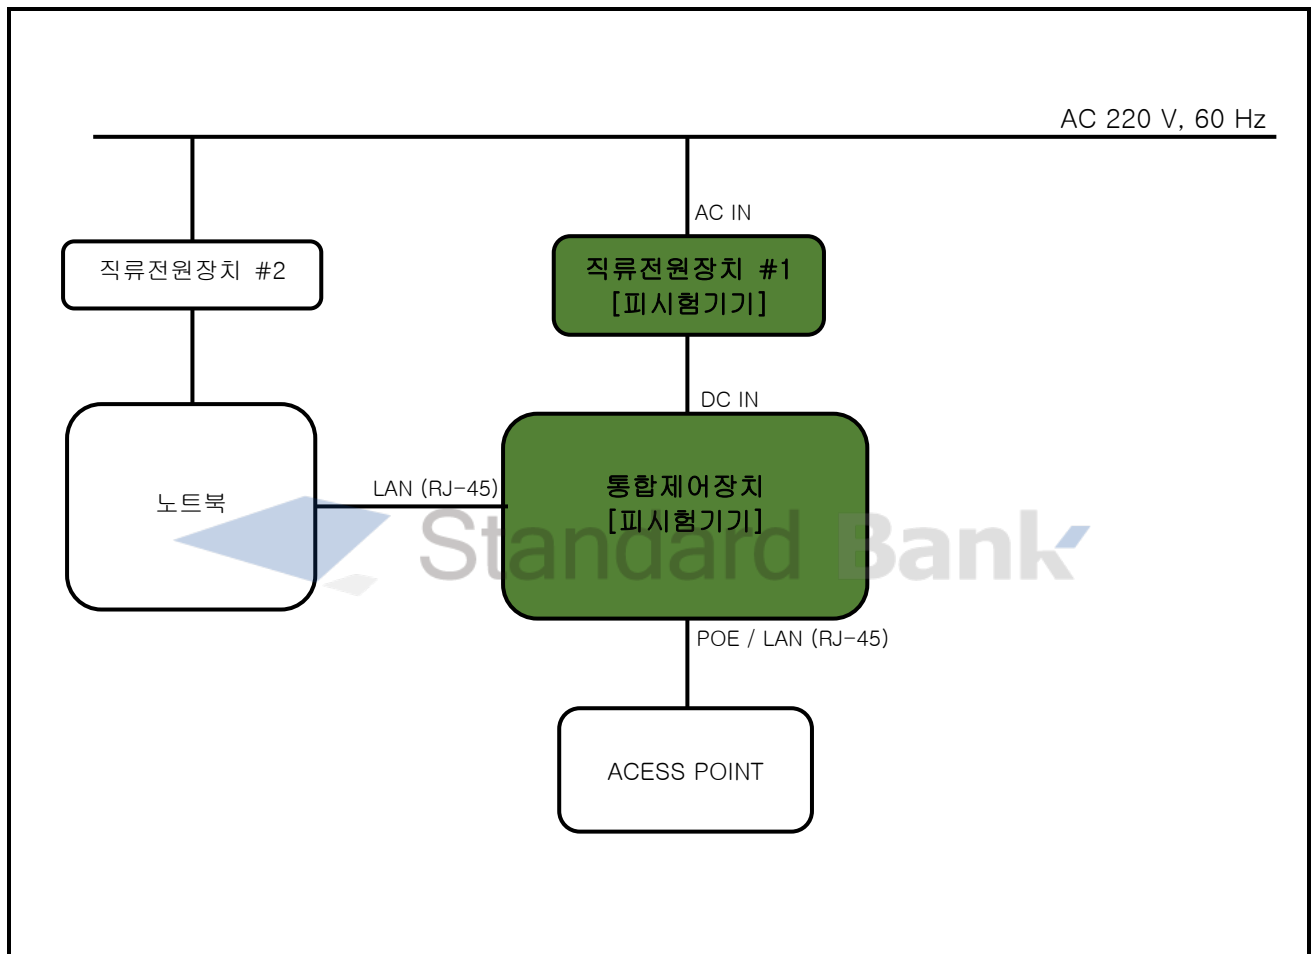 AC 220 V, 60 Hz
AC IN
직류전원장치 #2
직류전원장치 #1
[피시험기기]
DC IN
노트북
LAN (RJ-45)
통합제어장치
[피시험기기]
Standard Bank
POE / LAN (RJ-45)
ACESS POINT